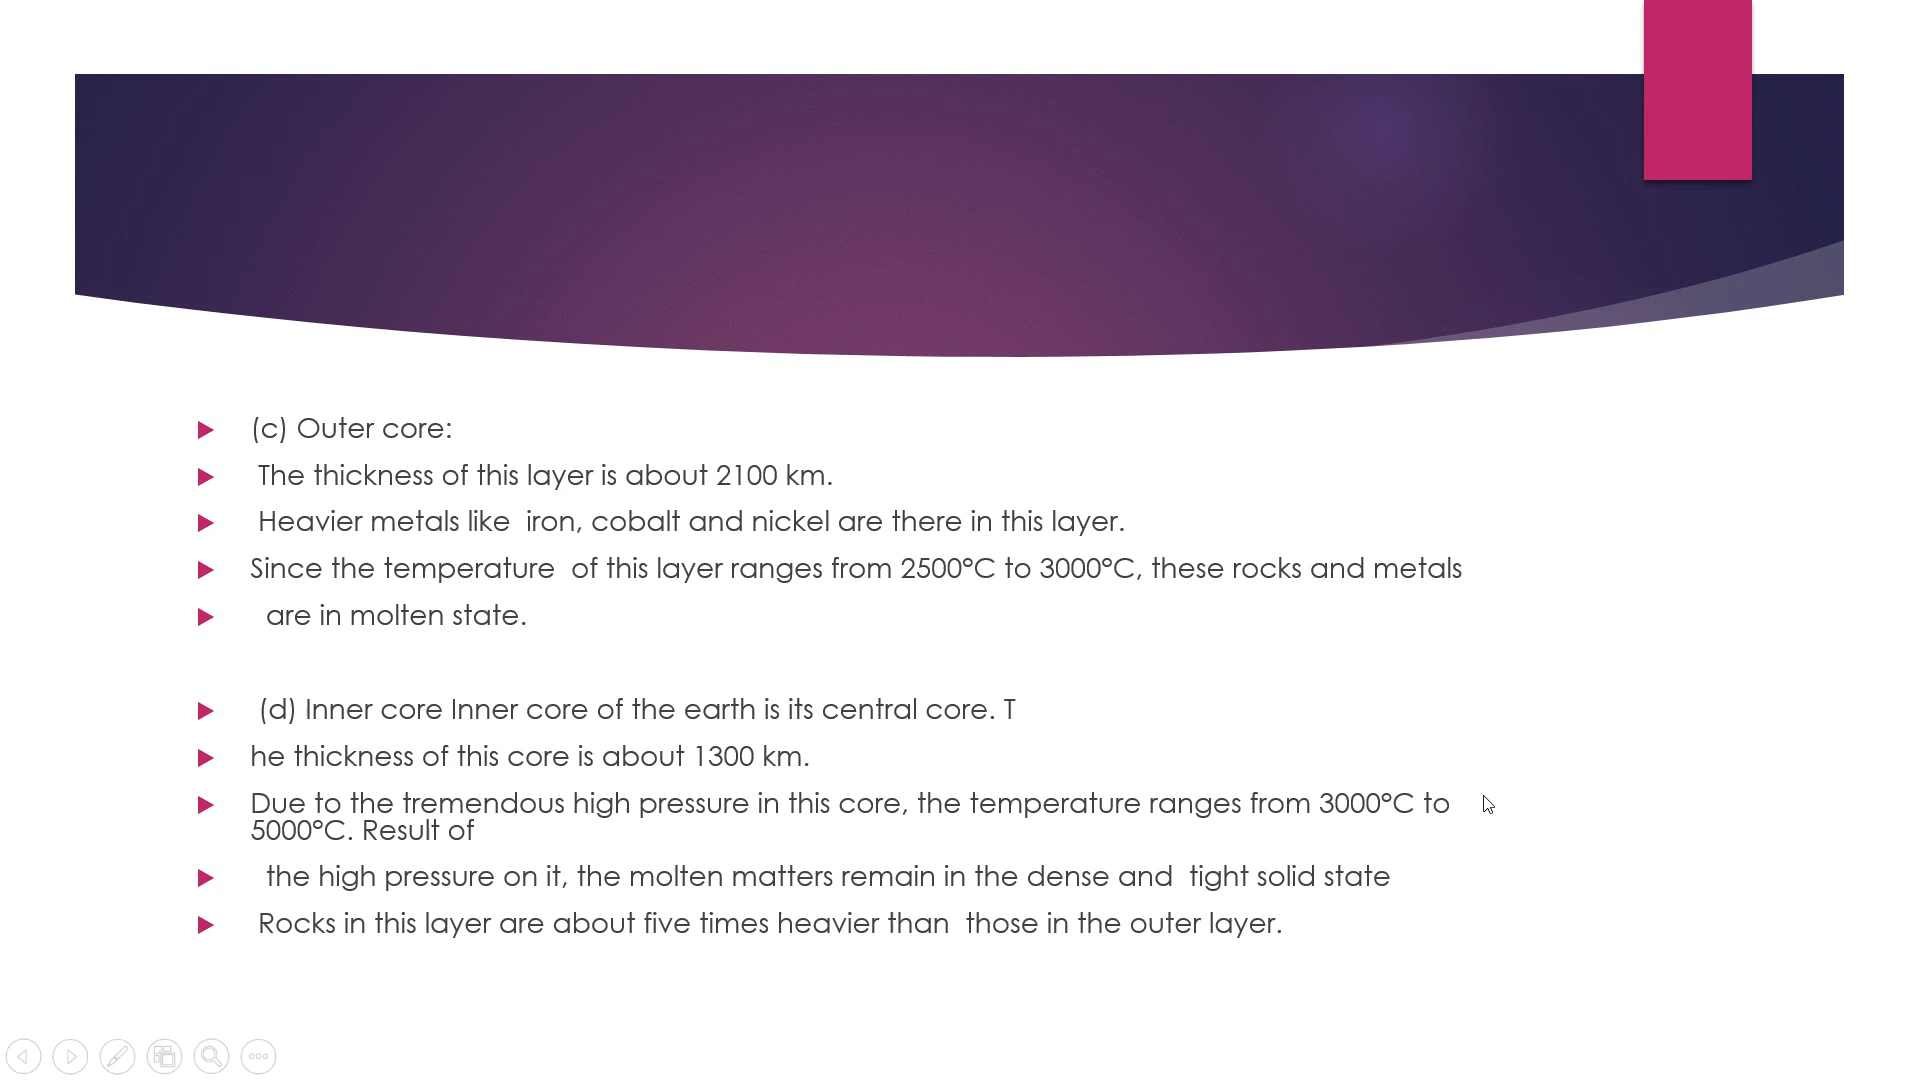 (c) Outer core:
The thickness of this layer is about 2100 km.
Heavier metals like  iron, cobalt and nickel are there in this layer.
Since the temperature  of this layer ranges from 2500°C to 3000°C, these rocks and metals
are in molten state.
(d) Inner core Inner core of the earth is its central core. T
he thickness of this core is about 1300 km.
Due to the tremendous high pressure in this core, the temperature ranges from 3000°C to
5000°C. Result of
the high pressure on it, the molten matters remain in the dense and  tight solid state
Rocks in this layer are about five times heavier than  those in the outer layer.